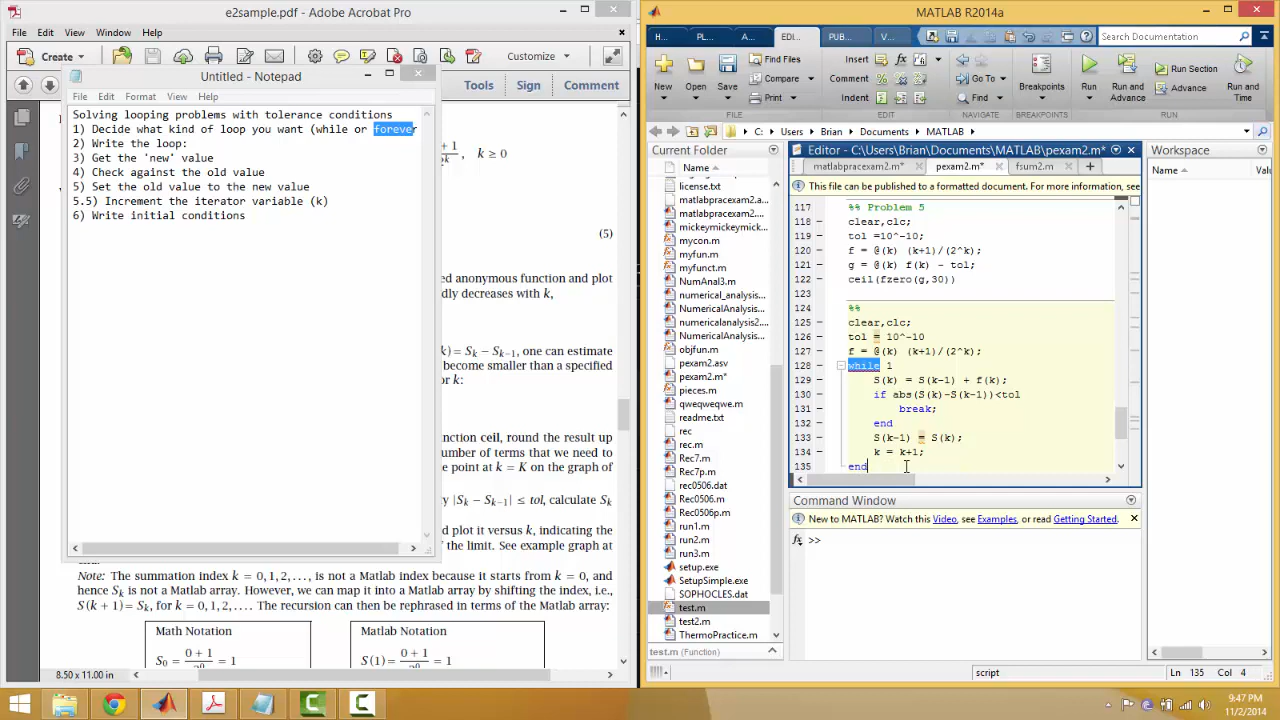 e2sample.pdf - Adobe Acrobat Pro
File Edit View Window Help
Create
Customize
Tools Sign Comment
Untitled - Notepad
File Edit Format View Help
Solving looping problems with tolerance conditions
1) Decide what kind of loop you want (while or forever
2) Write the loop:
3) Get the 'new' value
4) Check against the old value
5) Set the old value to the new value
5.5) Increment the iterator variable (k)
6) Write initial conditions
+1
k ≥ 0
(5)
ed anonymous function and plot
dly decreases with k,
k) = Sk − Sk−1, one can estimate
become smaller than a specified
or k:
nction ceil, round the result up
number of terms that we need to
e point at k = K on the graph of
y |Sk − Sk−1| ≤ tol, calculate Sk
nd plot it versus k, indicating the
of the limit. See example graph at
Note: The summation index k = 0, 1, 2, . . . , is not a Matlab index because it starts from k = 0, and
hence Sk is not a Matlab array. However, we can map it into a Matlab array by shifting the index, i.e.,
S(k + 1) = Sk, for k = 0, 1, 2, . . . . The recursion can then be rephrased in terms of the Matlab array:
Math Notation
Matlab Notation
S0 = 0 + 1 / 2^0 = 1
S(1) = 0 + 1 / 2^0 = 1
8.50 x 11.00 in
MATLAB R2014a
H... PL... A... EDI... PUB... V...
Search Documentation
New Open Save
Find Files
Compare
Print
Insert
Comment
Indent
Go To
Find
Breakpoints
Run
Run and Advance
Run Section
Advance
Run and Time
FILE
C: Users Brian Documents MATLAB
Current Folder
Name
license.txt
matlabpracexam2.a...
matlabpracexam2....
mickeymickeymick...
mycon.m
myfun.m
myfunct.m
NumAnal3.m
numerical_analysis...
NumericalAnalysis...
numericalanalysis2...
NumericalAnalysis...
objfun.m
pexam2.asv
pexam2.m*
pieces.m
qweqweqwe.m
readme.txt
rec
rec.m
Rec7.m
Rec7p.m
rec0506.dat
Rec0506.m
Rec0506p.m
run1.m
run2.m
run3.m
setup.exe
SetupSimple.exe
SOPHOCLES.dat
test.m
test2.m
ThermoPractice.m
test.m (Function)
Editor - C:\Users\Brian\Documents\MATLAB\pexam2.m*
matlabpracexam2.m* pexam2.m* fsum2.m
This file can be published to a formatted document. For more information, see
117 %% Problem 5
118 clear,clc;
119 tol =10^-10;
120 f = @(k) (k+1)/(2^k);
121 g = @(k) f(k) - tol;
122 ceil(fzero(g,30))
123
124 %%
125 clear,clc;
126 tol = 10^-10
127 f = @(k) (k+1)/(2^k);
128 while 1
129 S(k) = S(k-1) + f(k);
130 if abs(S(k)-S(k-1))<tol
131 break;
132 end
133 S(k-1) = S(k);
134 k = k+1;
135 end
Command Window
New to MATLAB? Watch this Video, see Examples, or read Getting Started.
fx >>
Workspace
Name Valu
script
Ln 135 Col 4
9:47 PM
11/2/2014